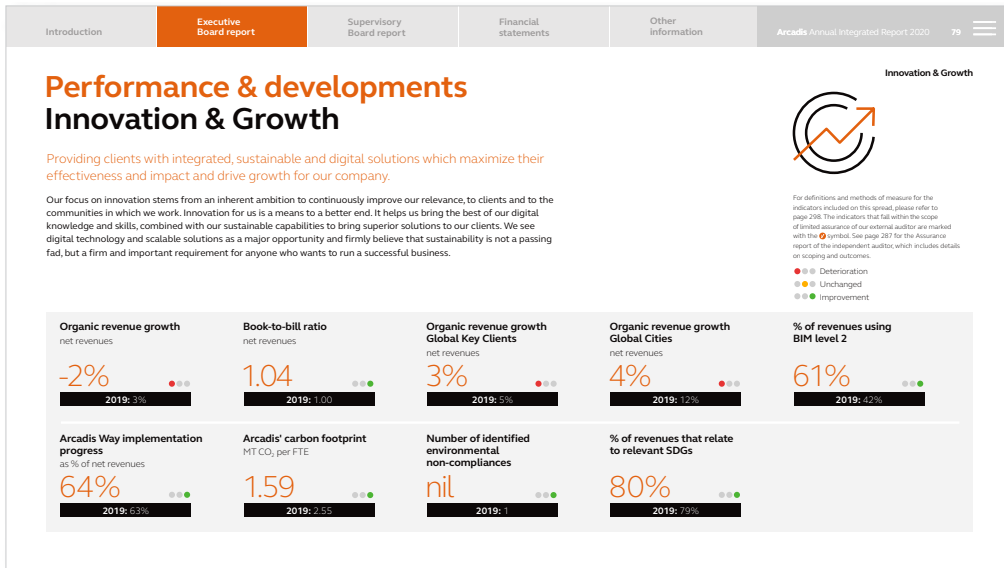 Introduction
Executive
Board report
Supervisory
Board report
Financial
statements
Other
information
Arcadis Annual Integrated Report 2020 79
Innovation & Growth
Performance & developments
Innovation & Growth
Providing clients with integrated, sustainable and digital solutions which maximize their
effectiveness and impact and drive growth for our company.
Our focus on innovation stems from an inherent ambition to continuously improve our relevance, to clients and to the
communities in which we work. Innovation for us is a means to a better end. It helps us bring the best of our digital
knowledge and skills, combined with our sustainable capabilities to bring superior solutions to our clients. We see
digital technology and scalable solutions as a major opportunity and firmly believe that sustainability is not a passing
fad, but a firm and important requirement for anyone who wants to run a successful business.
For definitions and methods of measure for the
indicators included on this spread, please refer to
page 298. The indicators that fall within the scope
of limited assurance of our external auditor are marked
with the symbol. See page 287 for the Assurance
report of the independent auditor, which includes details
on scoping and outcomes.
Deterioration
Unchanged
Improvement
Organic revenue growth
net revenues
-2%
2019: 3%
Book-to-bill ratio
net revenues
1.04
2019: 1.00
Organic revenue growth
Global Key Clients
net revenues
3%
2019: 5%
Organic revenue growth
Global Cities
net revenues
4%
2019: 12%
% of revenues using
BIM level 2
61%
2019: 42%
Arcadis Way implementation
progress
as % of net revenues
64%
2019: 63%
Arcadis' carbon footprint
MT CO₂ per FTE
1.59
2019: 2.55
Number of identified
environmental
non-compliances
nil
2019: 1
% of revenues that relate
to relevant SDGs
80%
2019: 79%